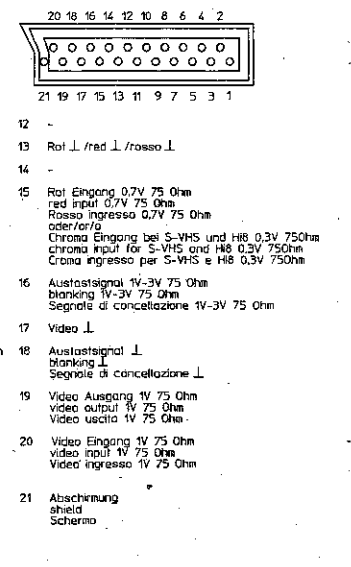 20 18 16 14 12 10 8 6 4 2
21 19 17 15 13 11 9 7 5 3 1
12 -
13 Rot ⊥ /red ⊥ /rosso ⊥
14 -
15 Rot Eingang 0,7V 75 Ohm
red input 0,7V 75 Ohm
Rosso ingresso 0,7V 75 Ohm
oder/or/o
Chroma Eingang bei S-VHS und Hi8 0,3V 75Ohm
chroma input for S-VHS and Hi8 0,3V 75Ohm
Croma ingresso per S-VHS e Hi8 0,3V 75Ohm
16 Austastsignal 1V-3V 75 Ohm
blanking 1V-3V 75 Ohm
Segnale di concellazione 1V-3V 75 Ohm
17 Video ⊥
18 Austastsignal ⊥
blanking ⊥
Segnale di concellazione ⊥
19 Video Ausgang 1V 75 Ohm
video output 1V 75 Ohm
Video uscita 1V 75 Ohm
20 Video Eingang 1V 75 Ohm
video input 1V 75 Ohm
Video ingresso 1V 75 Ohm
21 Abschirmung
shield
Schermo